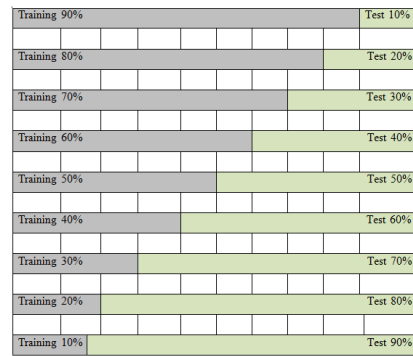 Training 90% Test 10%
Training 80% Test 20%
Training 70% Test 30%
Training 60% Test 40%
Training 50% Test 50%
Training 40% Test 60%
Training 30% Test 70%
Training 20% Test 80%
Training 10% Test 90%